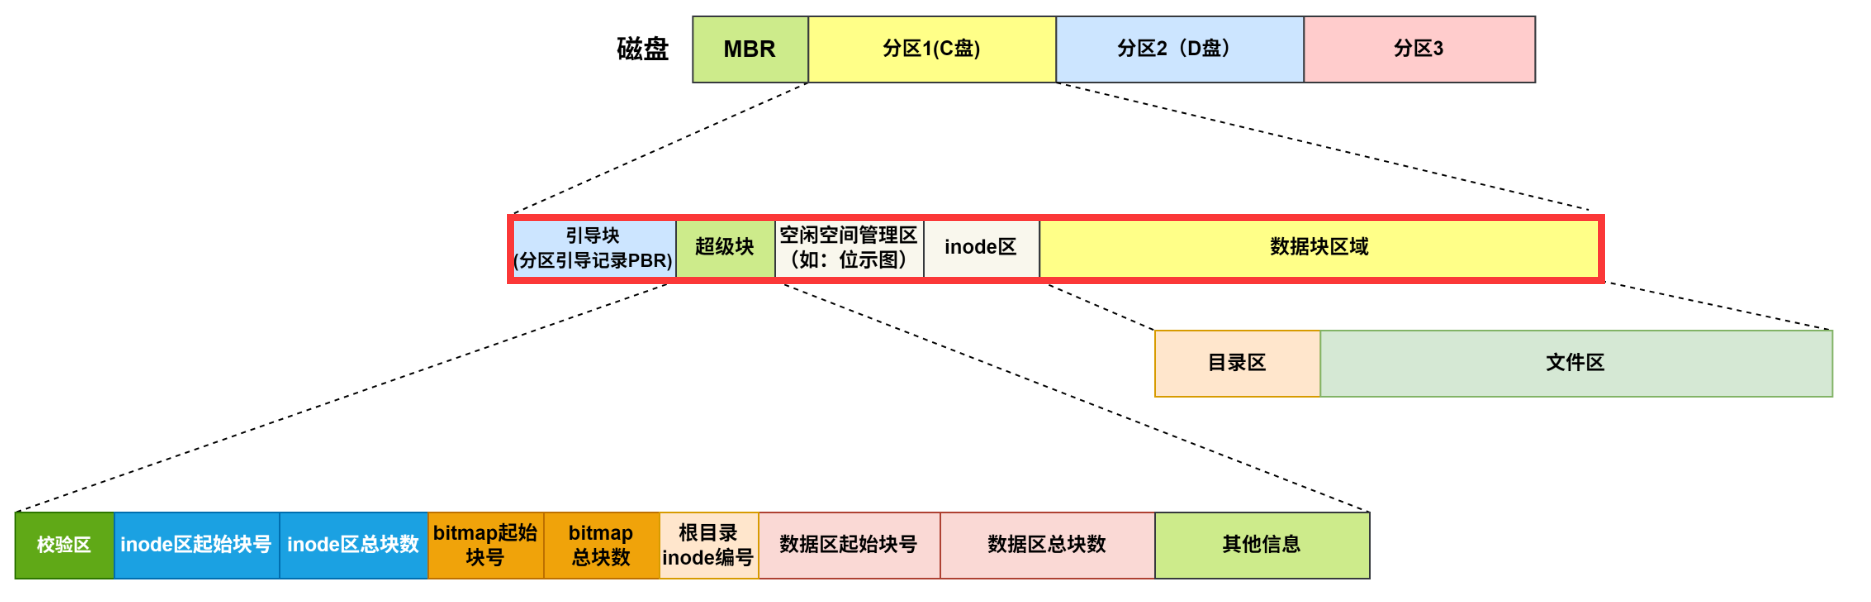 磁盘
MBR
分区1(C盘)
分区2（D盘）
分区3
引导块
(分区引导记录PBR)
超级块
空闲空间管理区
（如：位示图）
inode区
数据块区域
目录区
文件区
校验区
inode区起始块号
inode区总块数
bitmap起始
块号
bitmap
总块数
根目录
inode编号
数据区起始块号
数据区总块数
其他信息